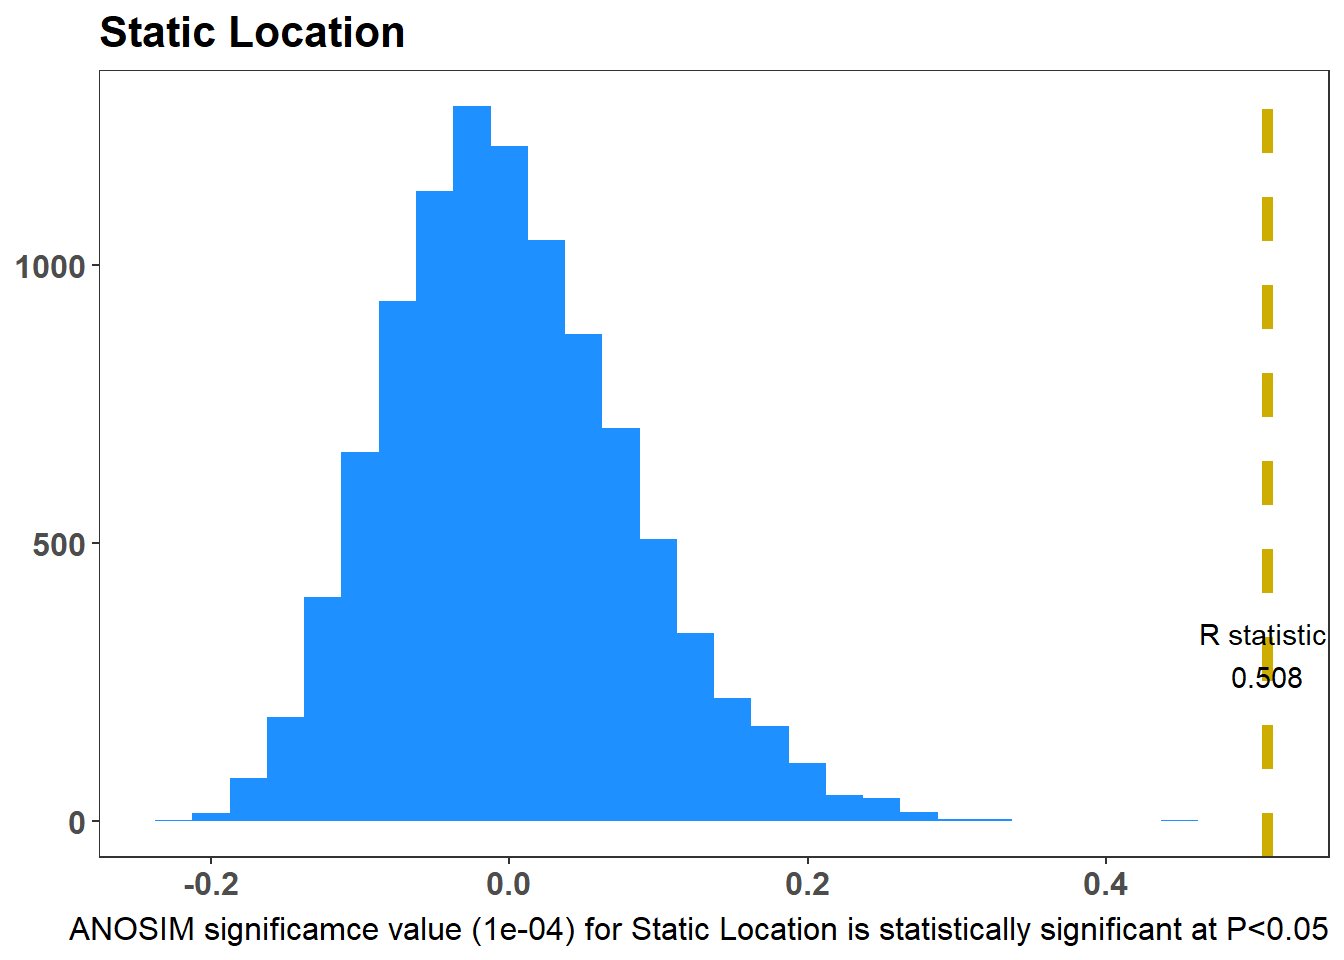 Static Location
1000
500
0
R statistic
0.508
-0.2 0.0 0.2 0.4
ANOSIM significamce value (1e-04) for Static Location is statistically significant at P<0.05